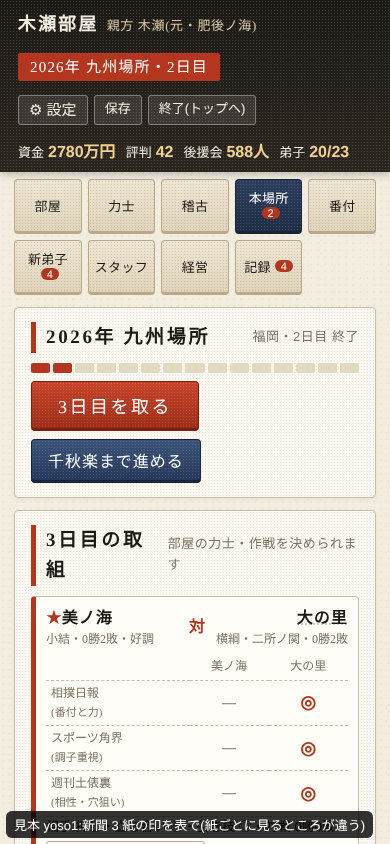 木瀬部屋 親方 木瀬(元・肥後ノ海)
2026年 九州場所・2日目
⚙ 設定 保存 終了(トップへ)
資金 2780万円 評判 42 後援会 588人 弟子 20/23
部屋 力士 稽古 本場所 2 番付
新弟子 4 スタッフ 経営 記録 4
2026年 九州場所 福岡・2日目 終了
3日目を取る
千秋楽まで進める
3日目の取組 部屋の力士・作戦を決められます
★美ノ海 対 大の里
小結・0勝2敗・好調 横綱・二所ノ関・0勝2敗
美ノ海 大の里
相撲日報 — ◎
(番付と力)
スポーツ角界 — ◎
(調子重視)
週刊土俵裏 — ◎
(相性・穴狙い)
見本 yoso1:新聞 3 紙の印を表で(紙ごとに見るところが違う)